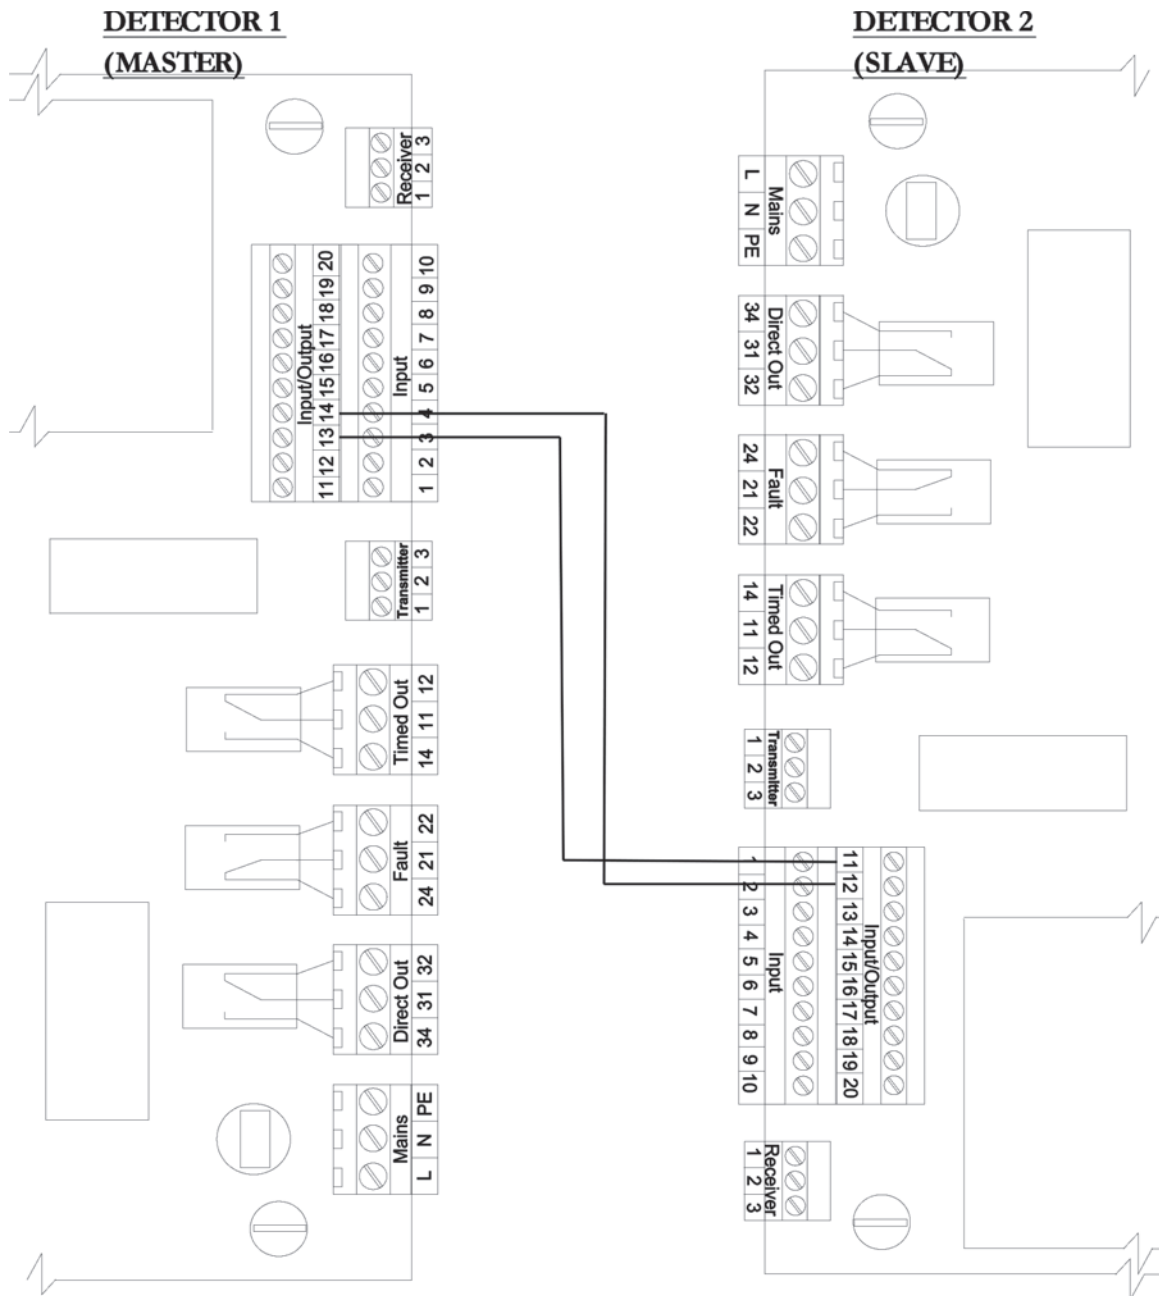 DETECTOR 1
(MASTER)
Receiver
3
2
1
20
19
18
17
16
15
14
13
12
11
Input/Output
Input
10
9
8
7
6
5
4
3
2
1
Transmitter
3
2
1
Timed Out
12
11
14
Fault
22
21
24
Direct Out
32
31
34
Mains
PE
N
L
DETECTOR 2
(SLAVE)
L
N
PE
Mains
34
31
32
Direct Out
24
21
22
Fault
14
11
12
Timed Out
1
2
3
Transmitter
1
2
3
4
5
6
7
8
9
10
Input
11
12
13
14
15
16
17
18
19
20
Input/Output
1
2
3
Receiver